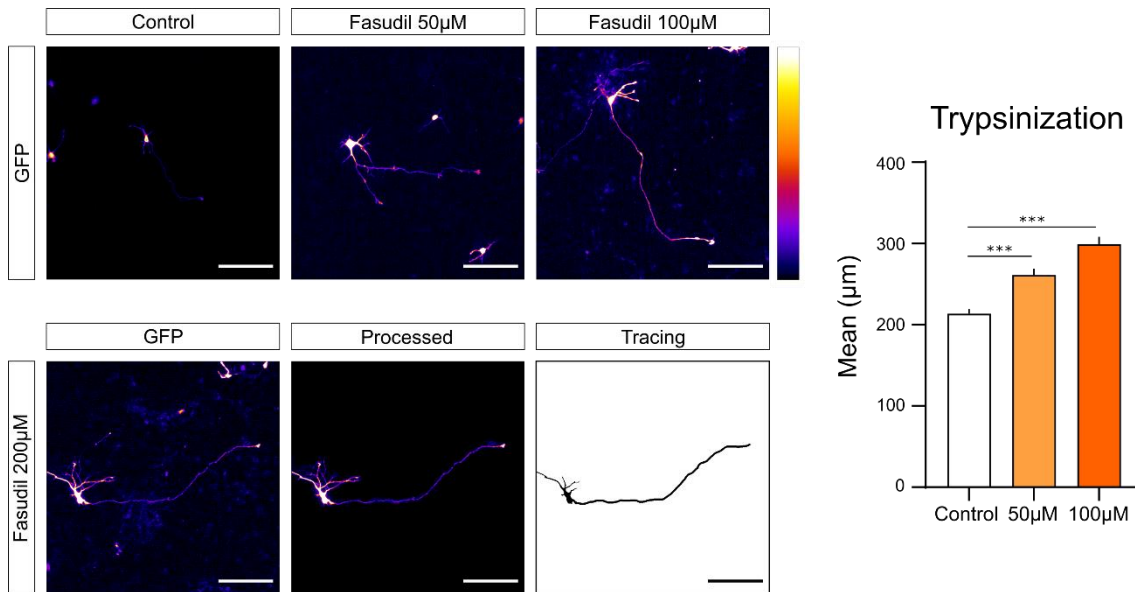 Control
Fasudil 50µM
Fasudil 100µM
GFP
GFP
Processed
Tracing
Fasudil 200µM
Trypsinization
Mean (µm)
400
300
200
100
0
***
***
Control
50µM
100µM